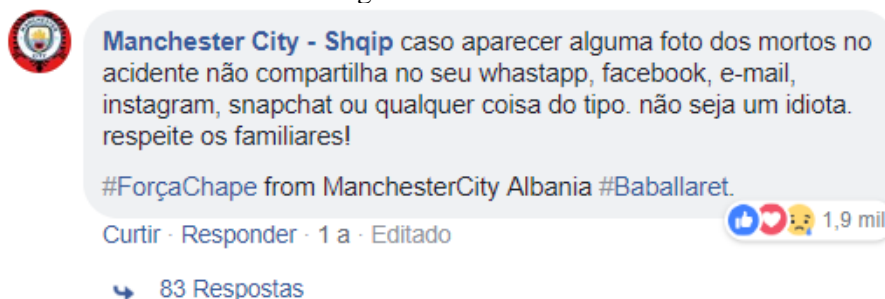 Manchester City - Shqip caso aparecer alguma foto dos mortos no
acidente não compartilha no seu whastapp, facebook, e-mail,
instagram, snapchat ou qualquer coisa do tipo. não seja um idiota.
respeite os familiares!
#ForçaChape from ManchesterCity Albania #Baballaret.
1,9 mil
Curtir · Responder · 1 a · Editado
83 Respostas